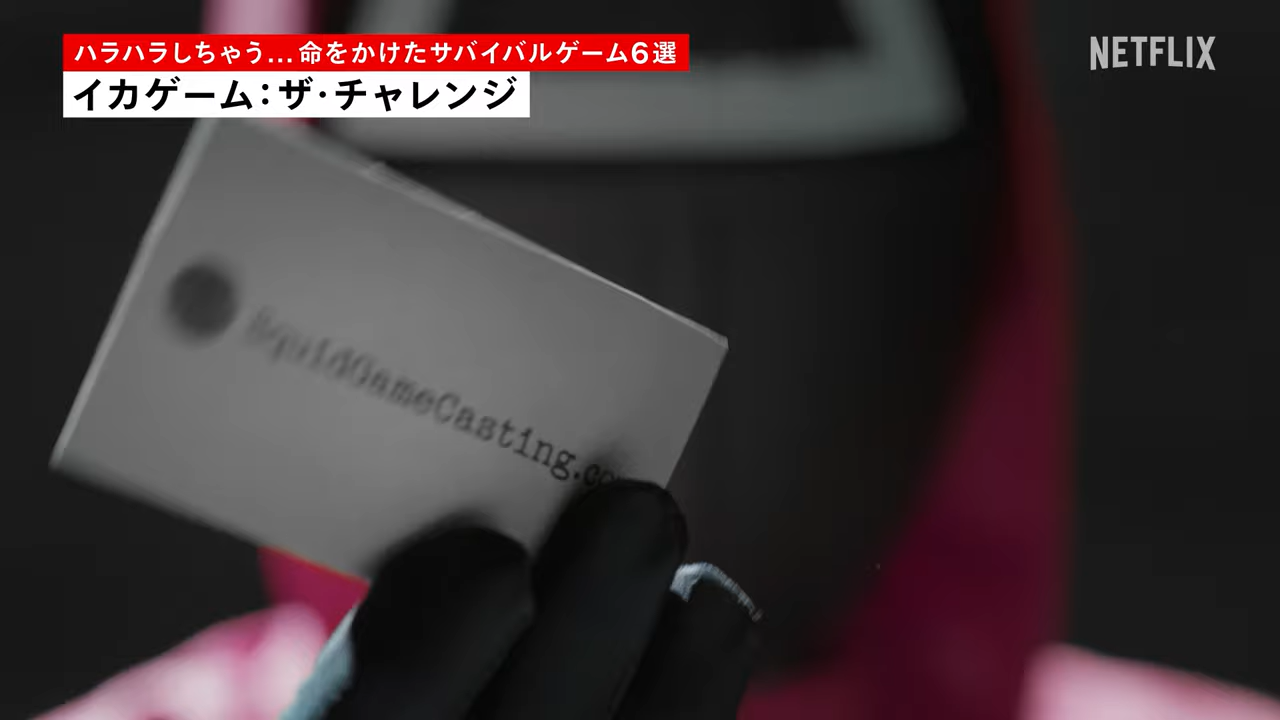 ハラハラしちゃう...命をかけたサバイバルゲーム6選
イカゲーム:ザ・チャレンジ
NETFLIX
SquidGameCasting.co